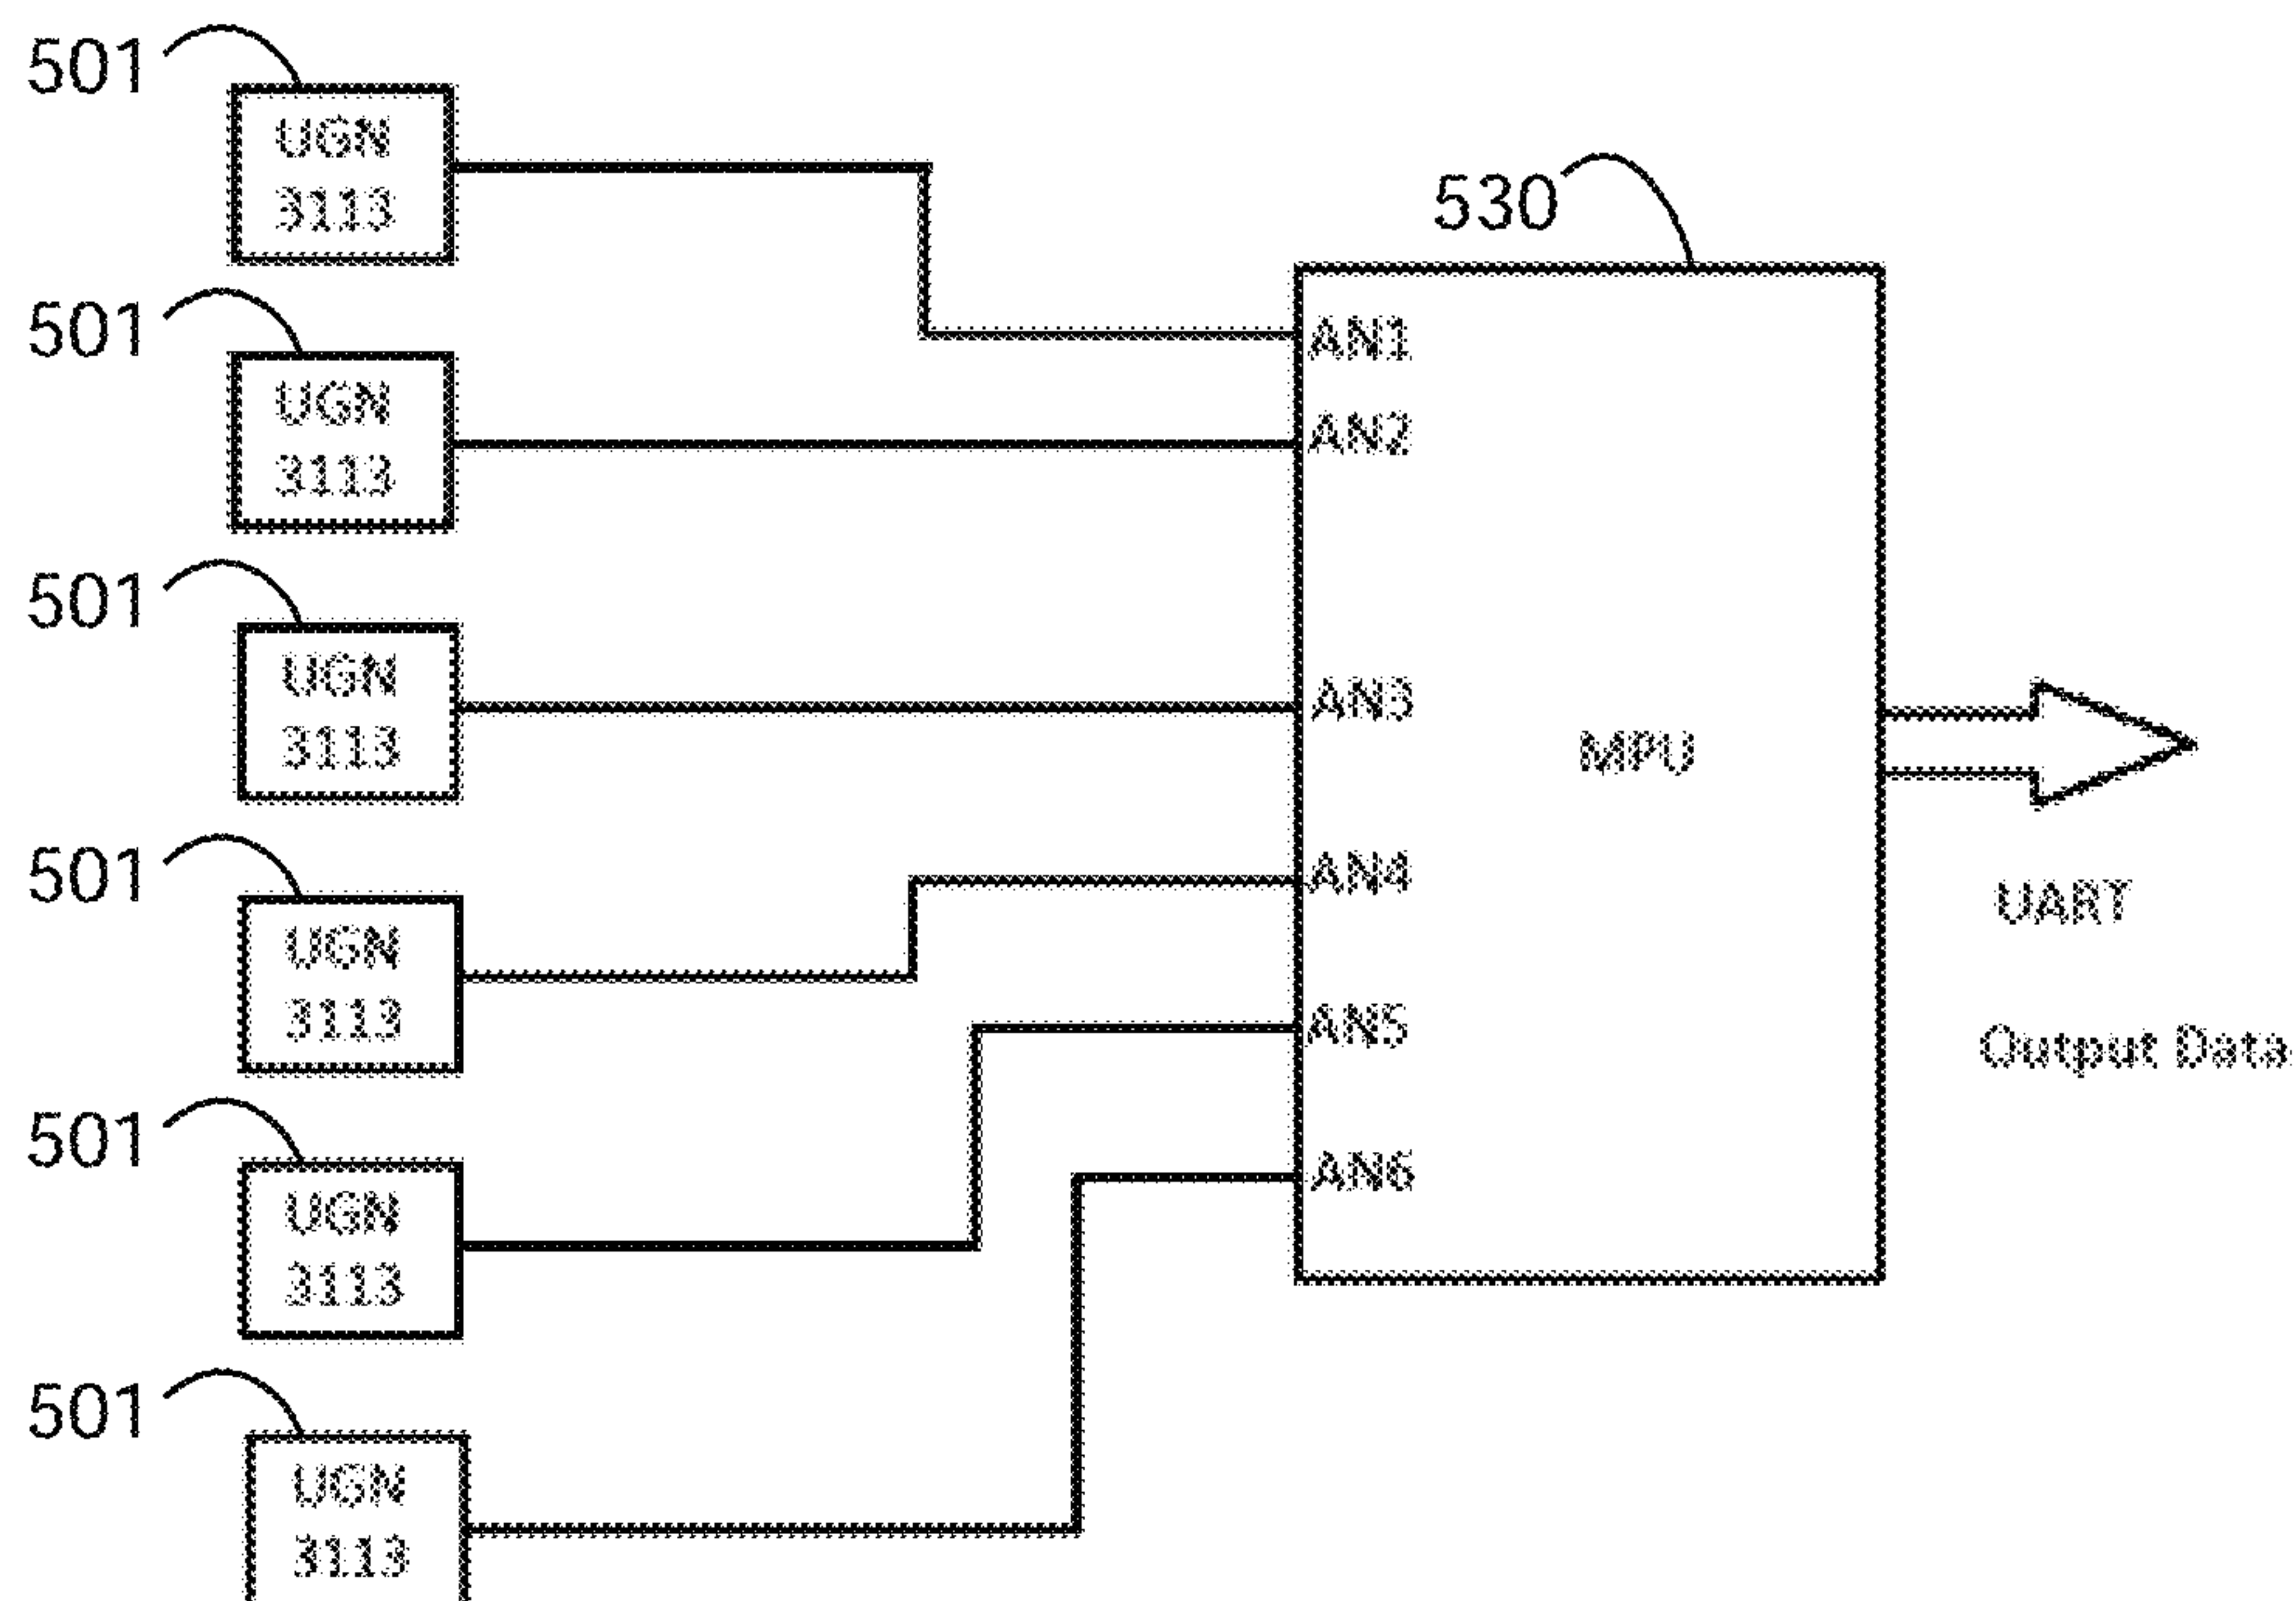 501
UGN
3113
501
UGN
3113
501
UGN
3113
501
UGN
3113
501
UGN
3113
501
UGN
3113
530
AN1
AN2
AN3
AN4
AN5
AN6
MPU
UART
Output Data